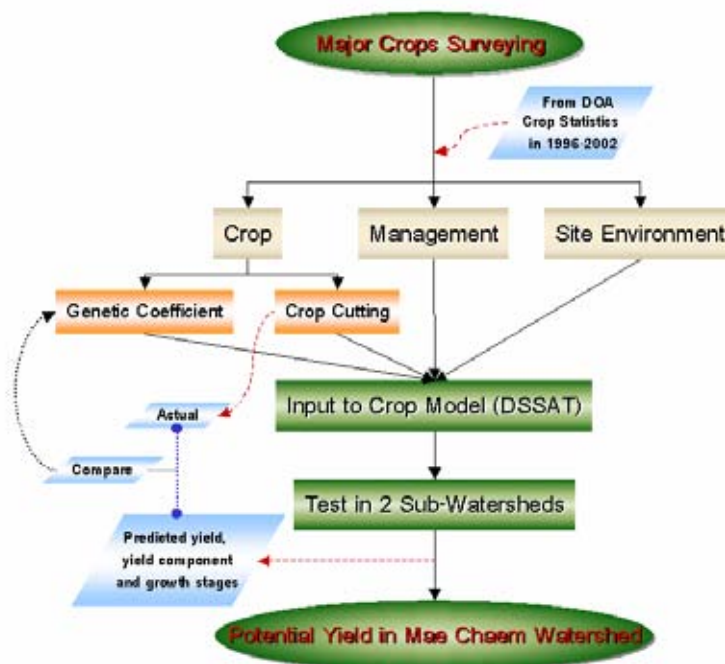 Major Crops Surveying
From DOA
Crop Statistics
in 1996-2002
Crop
Management
Site Environment
Genetic Coefficient
Crop Cutting
Input to Crop Model (DSSAT)
Actual
Compare
Test in 2 Sub-Watersheds
Predicted yield,
yield component
and growth stages
Potential Yield in Mae Chaem Watershed